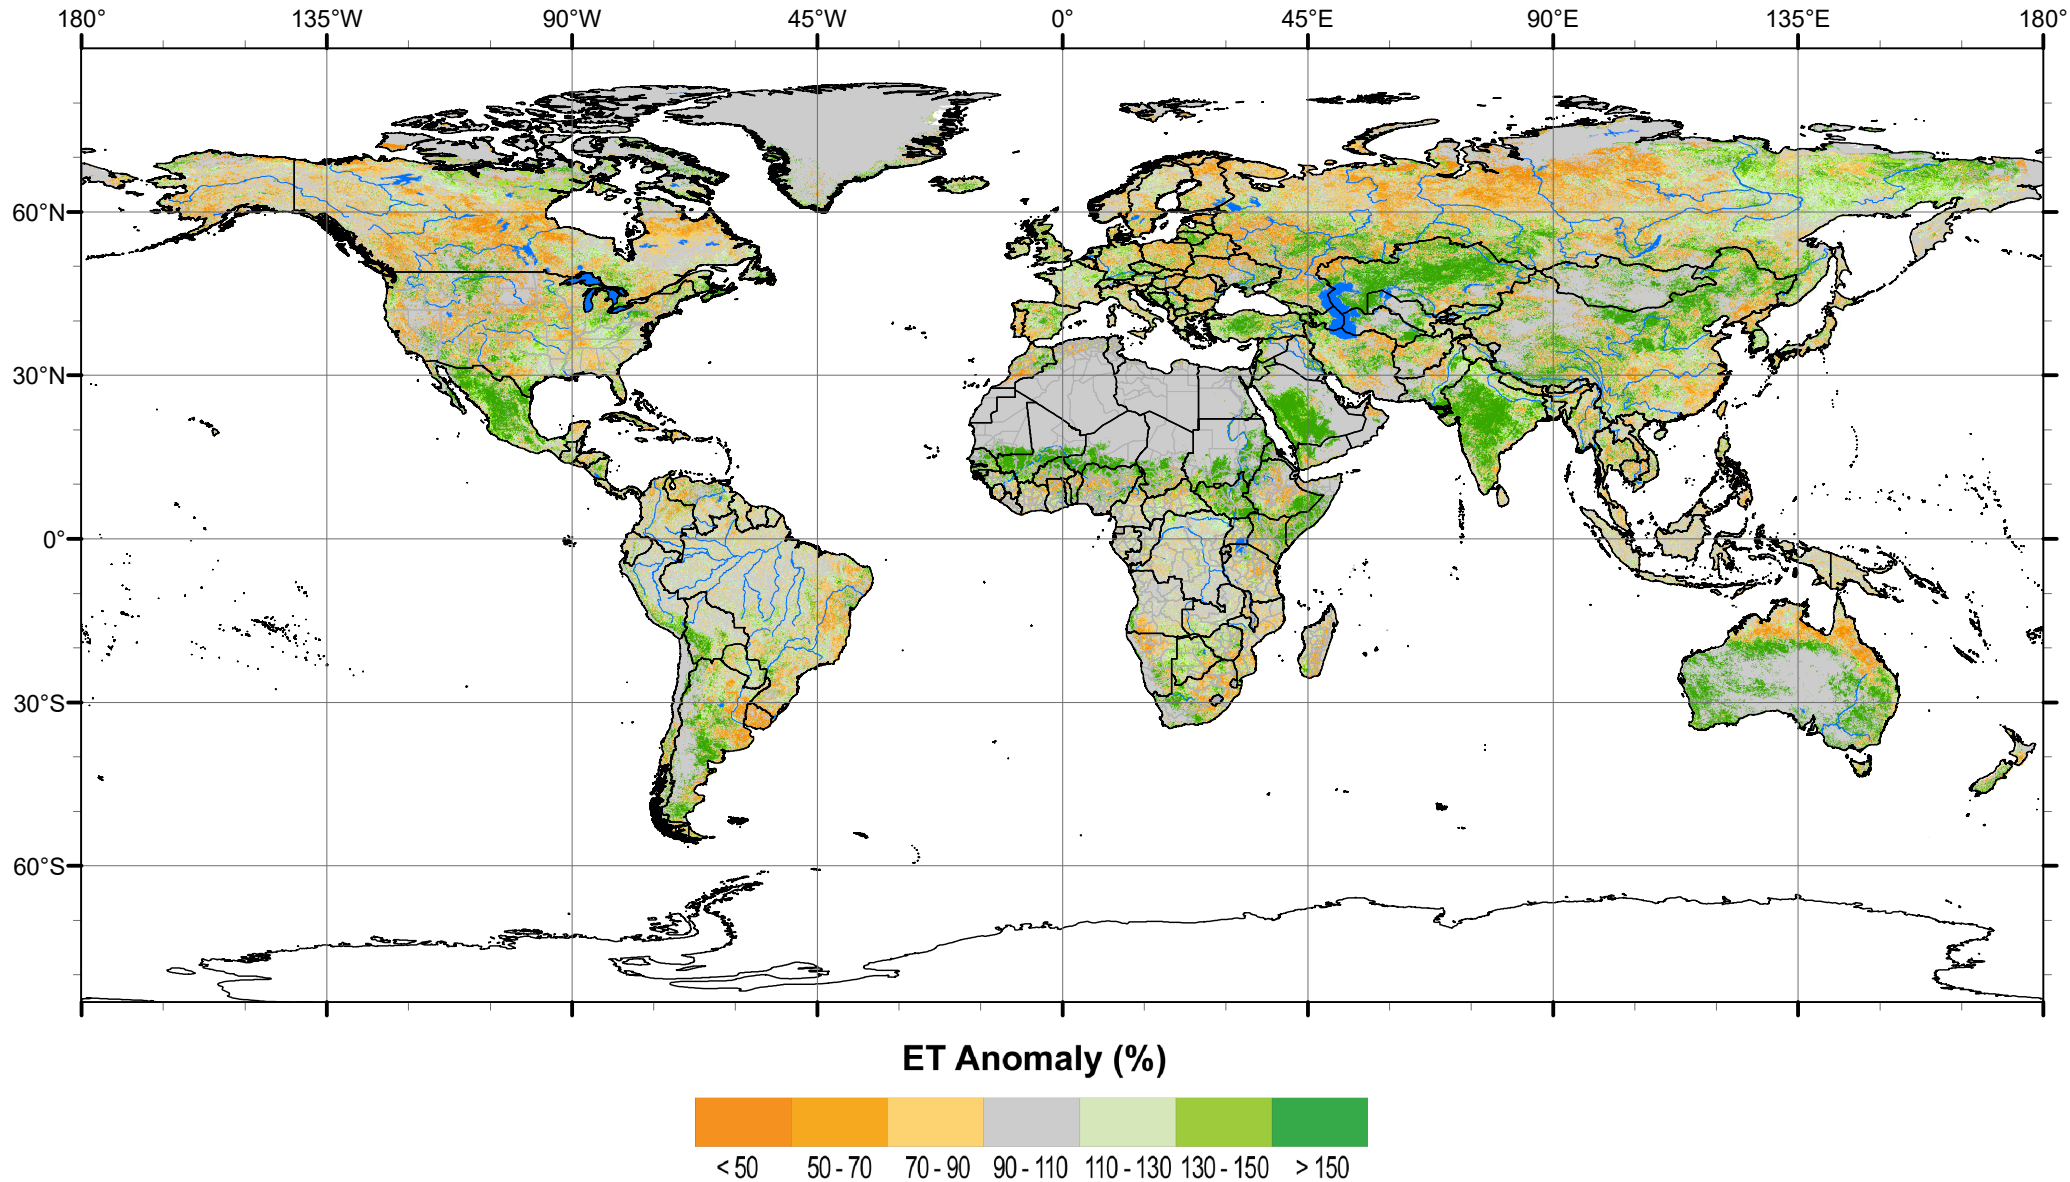 180° 135°W 90°W 45°W 0° 45°E 90°E 135°E 180°
60°N
30°N
0°
30°S
60°S
ET Anomaly (%)
< 50 50 - 70 70 - 90 90 - 110 110 - 130 130 - 150 > 150